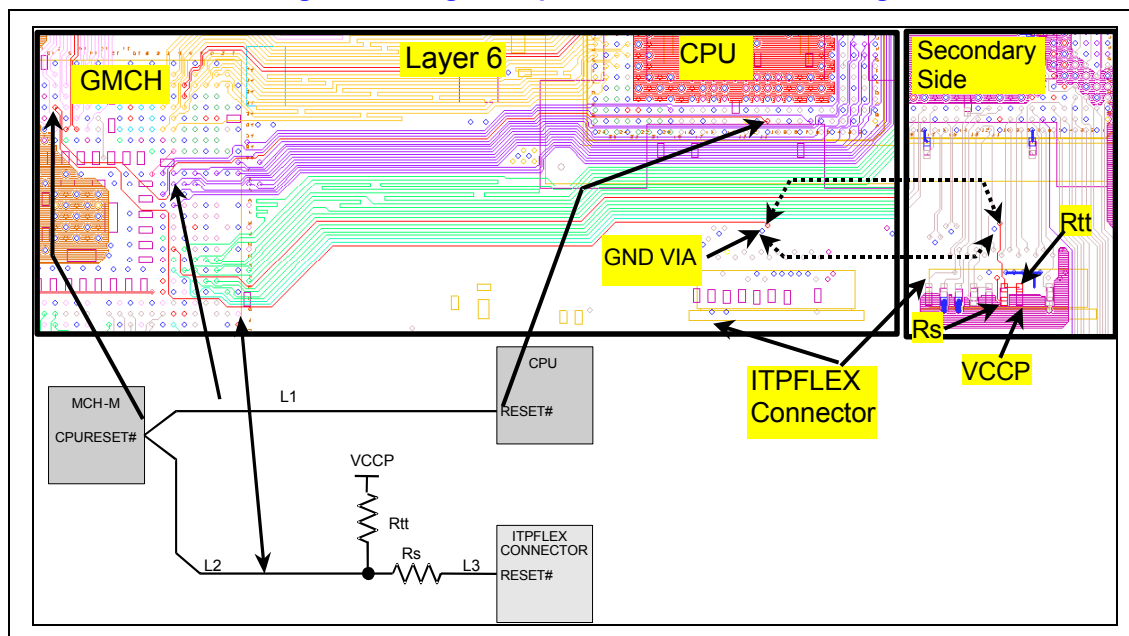 GMCH
Layer 6
CPU
Secondary
Side
GND VIA
Rtt
Rs
VCCP
ITPFLEX
Connector
MCH-M
CPURESET#
L1
CPU
RESET#
VCCP
Rtt
Rs
L2
L3
ITPFLEX
CONNECTOR
RESET#